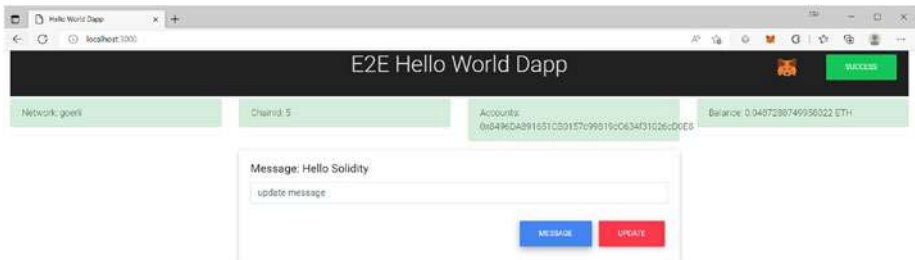 Hello World Dapp
localhost:3000
E2E Hello World Dapp
SUCCESS
Network: goerli
ChainId: 5
Accounts:
Balance: 0.0487288749958022 ETH
Message: Hello Solidity
update message
MESSAGE
UPDATE